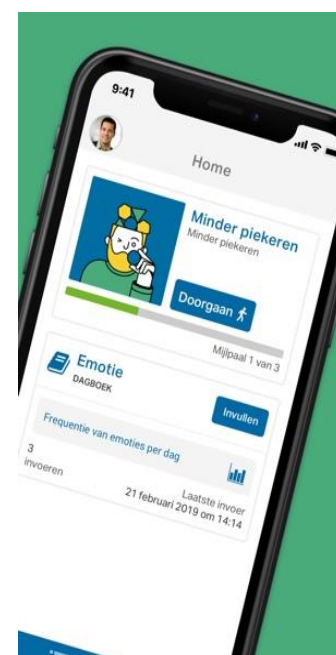 9:41
Home
Minder piekeren
Minder piekeren
Doorgaan
Mijlpaal 1 van 3
Emotie
DAGBOEK
Invullen
Frequentie van emoties per dag
3
invoeren
Laatste invoer
21 februari 2019 om 14:14